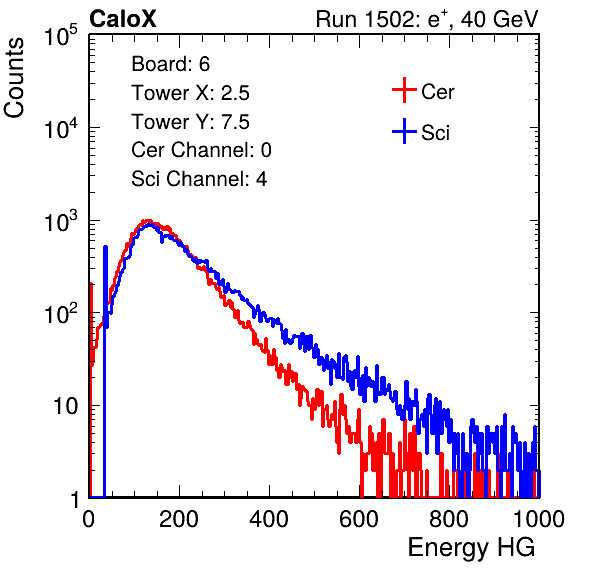 CaloX Run 1502: e⁺, 40 GeV
Counts
Board: 6
Tower X: 2.5
Tower Y: 7.5
Cer Channel: 0
Sci Channel: 4
Cer
Sci
10⁵
10⁴
10³
10²
10
1
0 200 400 600 800 1000
Energy HG